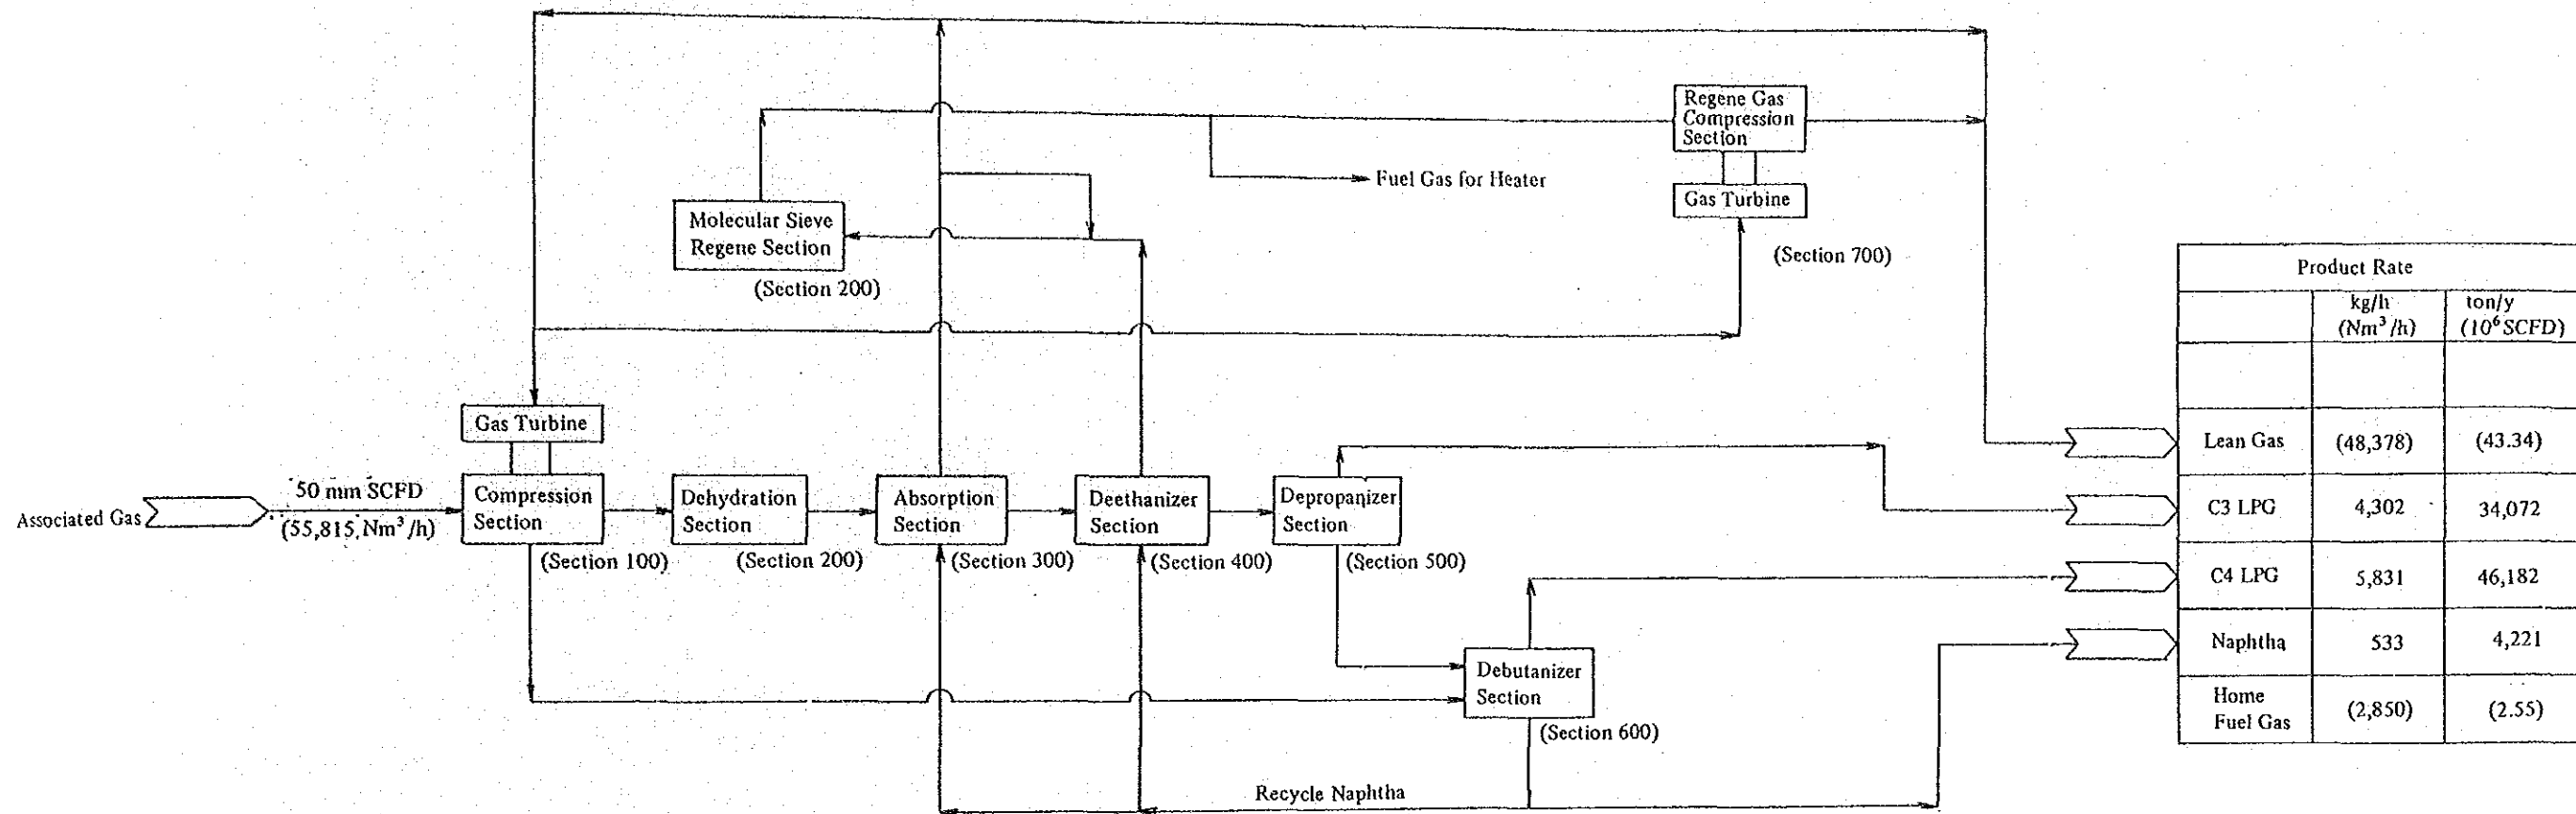 Regene Gas
Compression
Section
Fuel Gas for Heater
Gas Turbine
Molecular Sieve
Regene Section
(Section 200)
(Section 700)
Gas Turbine
Associated Gas
50 mm SCFD
(55,815, Nm³/h)
Compression
Section
(Section 100)
Dehydration
Section
(Section 200)
Absorption
Section
(Section 300)
Deethanizer
Section
(Section 400)
Depropanizer
Section
(Section 500)
Debutanizer
Section
(Section 600)
Recycle Naphtha
Product Rate
kg/h ton/y
(Nm³/h) (10⁶ SCFD)
Lean Gas (48,378) (43.34)
C3 LPG 4,302 34,072
C4 LPG 5,831 46,182
Naphtha 533 4,221
Home
Fuel Gas (2,850) (2.55)